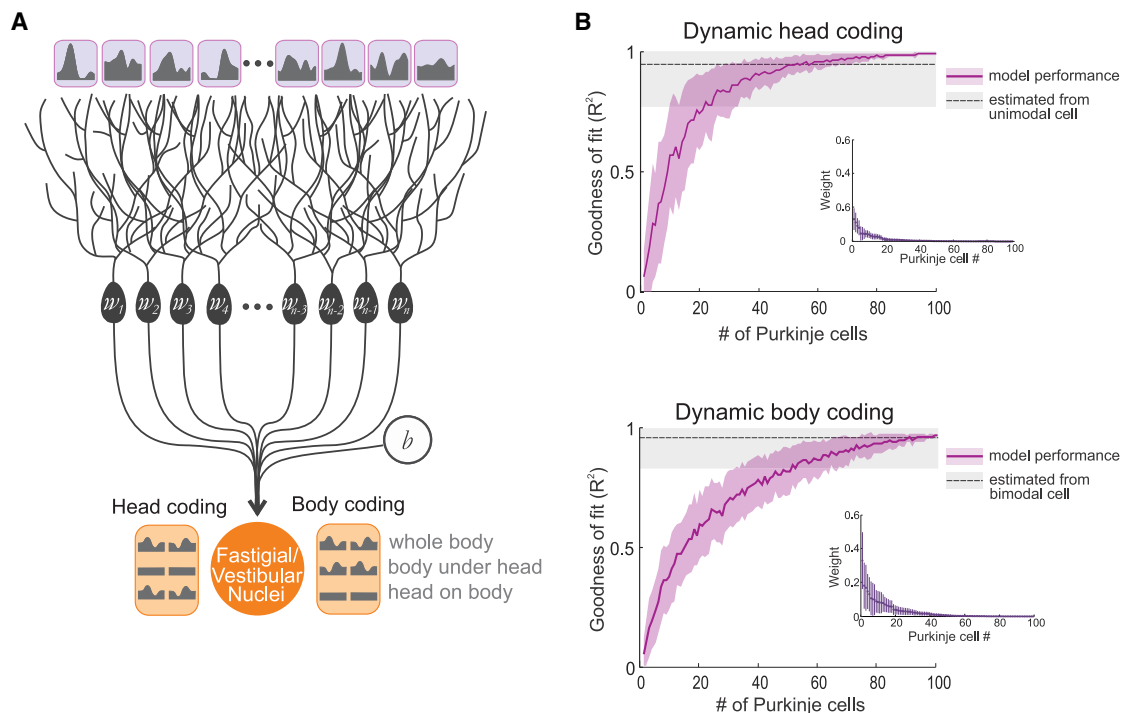 A
w1 w2 w3 w4 ••• wn-3 wn-2 wn-1 wn
b
Head coding
Body coding
Fastigial/
Vestibular
Nuclei
whole body
body under head
head on body
B
Dynamic head coding
Goodness of fit (R²)
1
0.5
0
0 20 40 60 80 100
# of Purkinje cells
model performance
estimated from
unimodal cell
Weight
0.6
0.4
0.2
0.6
0
0 20 40 60 80 100
Purkinje cell #
Dynamic body coding
Goodness of fit (R²)
1
0.5
0
0 20 40 60 80 100
# of Purkinje cells
model performance
estimated from
bimodal cell
Weight
0.6
0.4
0.2
0
0 20 40 60 80 100
Purkinje cell #